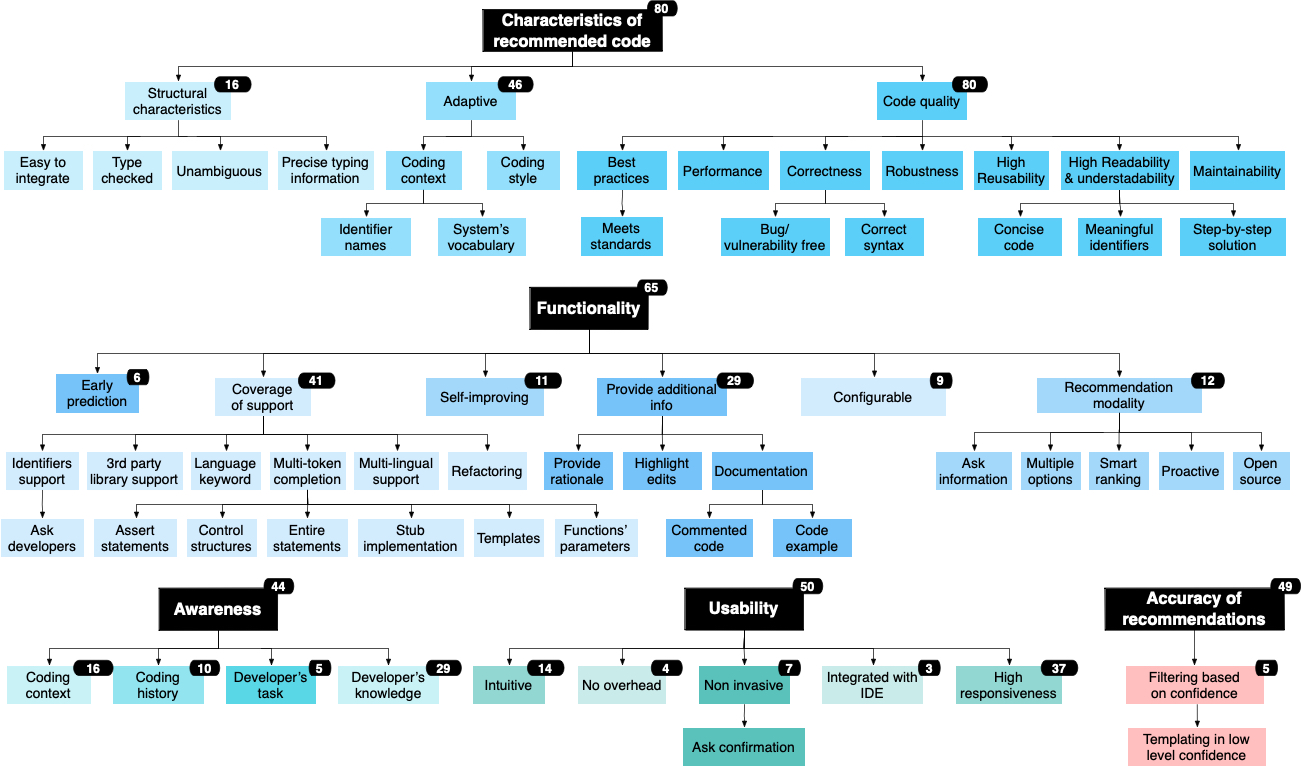 Characteristics of
recommended code
80
Structural
characteristics
16
Adaptive
46
Code quality
80
Easy to
integrate
Type
checked
Unambiguous
Precise typing
information
Coding
context
Coding
style
Best
practices
Performance
Correctness
Robustness
High
Reusability
High Readability
& understadability
Maintainability
Identifier
names
System's
vocabulary
Meets
standards
Bug/
vulnerability free
Correct
syntax
Concise
code
Meaningful
identifiers
Step-by-step
solution
Functionality
65
Early
prediction
6
Coverage
of support
41
Self-improving
11
Provide additional
info
29
Configurable
9
Recommendation
modality
12
Identifiers
support
3rd party
library support
Language
keyword
Multi-token
completion
Multi-lingual
support
Refactoring
Provide
rationale
Highlight
edits
Documentation
Ask
information
Multiple
options
Smart
ranking
Proactive
Open
source
Ask
developers
Assert
statements
Control
structures
Entire
statements
Stub
implementation
Templates
Functions'
parameters
Commented
code
Code
example
Awareness
44
Usability
50
Accuracy of
recommendations
49
Coding
context
16
Coding
history
10
Developer's
task
5
Developer's
knowledge
29
Intuitive
14
No overhead
4
Non invasive
7
Integrated with
IDE
3
High
responsiveness
37
Filtering based
on confidence
5
Ask confirmation
Templating in low
level confidence